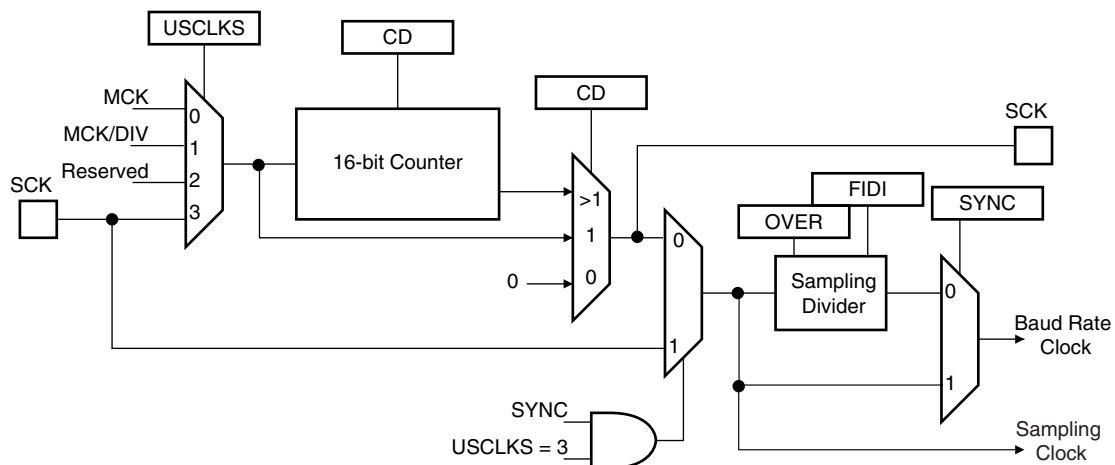 USCLKS
CD
CD
MCK
MCK/DIV
Reserved
SCK
0
1
2
3
16-bit Counter
>1
1
0
0
SCK
FIDI
OVER
SYNC
0
1
Sampling
Divider
0
1
Baud Rate
Clock
SYNC
USCLKS = 3
Sampling
Clock